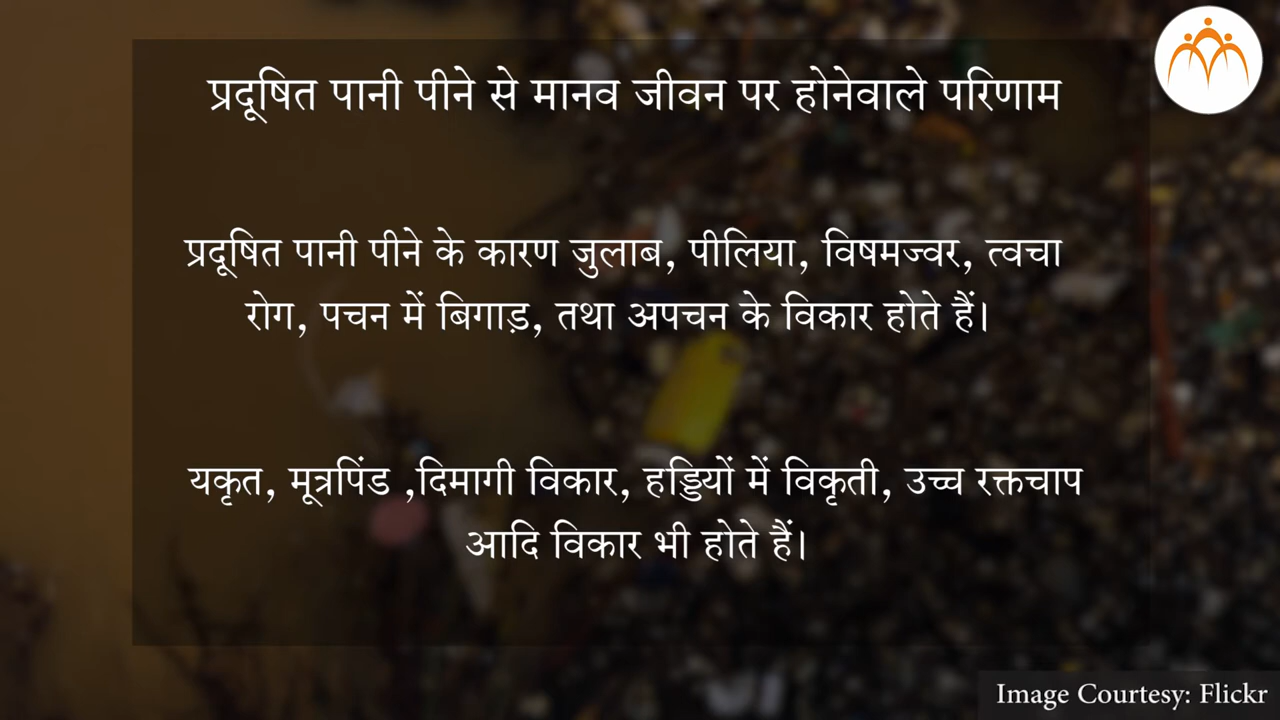 प्रदूषित पानी पीने से मानव जीवन पर होनेवाले परिणाम
प्रदूषित पानी पीने के कारण जुलाब, पीलिया, विषमज्वर, त्वचा
रोग, पचन में बिगाड़, तथा अपचन के विकार होते हैं।
यकृत, मूत्रपिंड ,दिमागी विकार, हड्डियों में विकृती, उच्च रक्तचाप
आदि विकार भी होते हैं।
Image Courtesy: Flickr